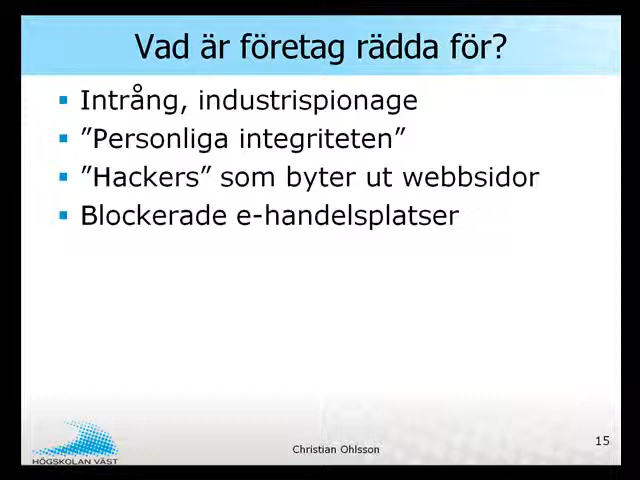 Vad är företag rädda för?
Intrång, industrispionage
”Personliga integriteten”
”Hackers” som byter ut webbsidor
Blockerade e-handelsplatser
HÖGSKOLAN VÄST
Christian Ohlsson
15